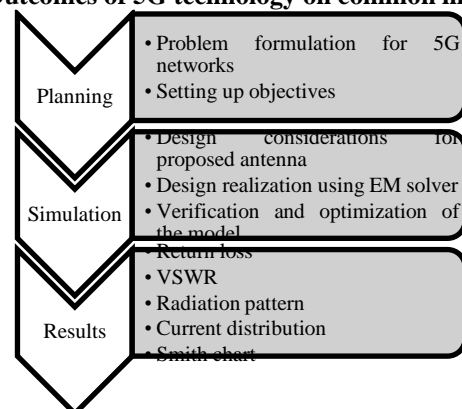 Outcomes of 5G technology on common m
Planning
• Problem formulation for 5G
networks
• Setting up objectives
Simulation
• Design considerations for
proposed antenna
• Design realization using EM solver
• Verification and optimization of
the model
Results
• Return loss
• VSWR
• Radiation pattern
• Current distribution
• Smith chart